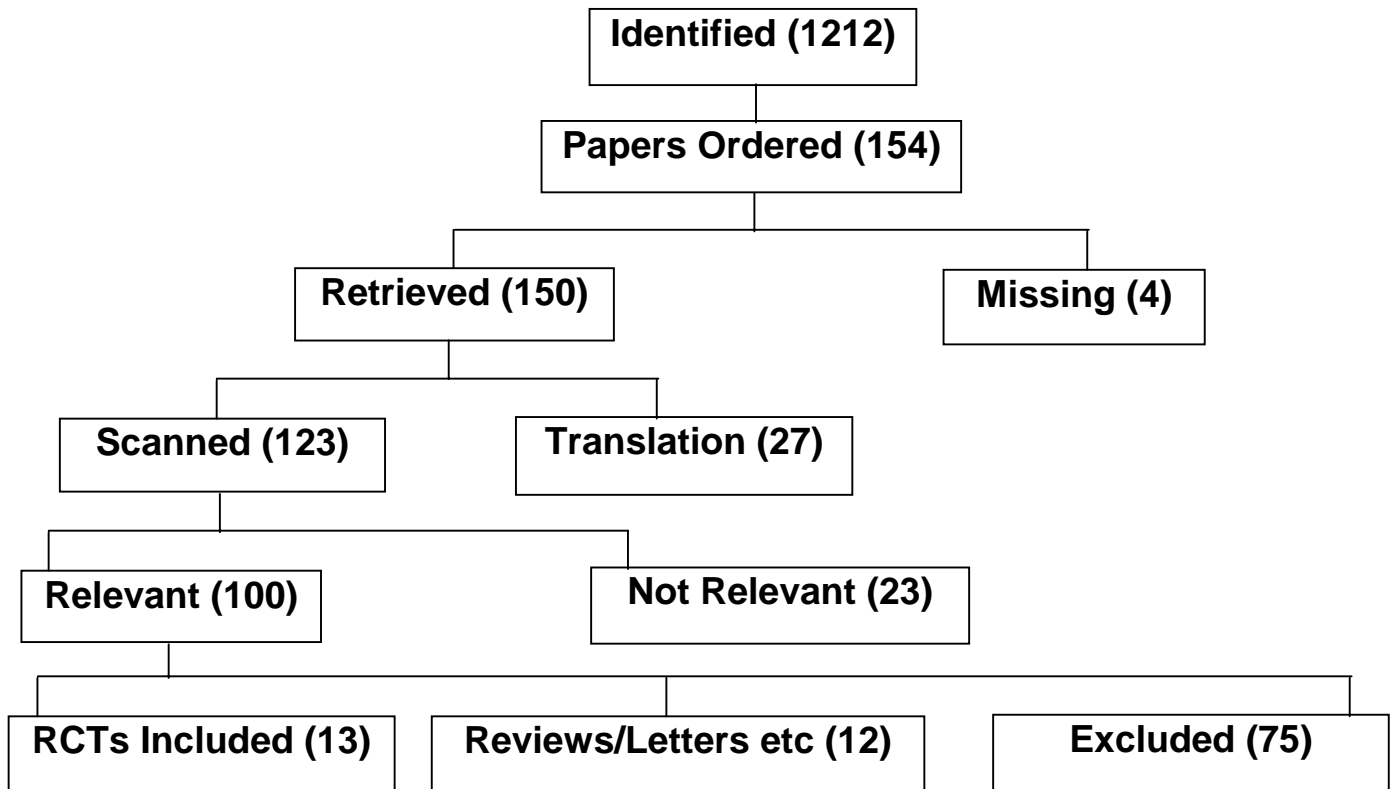 Identified (1212)
Papers Ordered (154)
Retrieved (150)
Missing (4)
Scanned (123)
Translation (27)
Relevant (100)
Not Relevant (23)
RCTs Included (13)
Reviews/Letters etc (12)
Excluded (75)